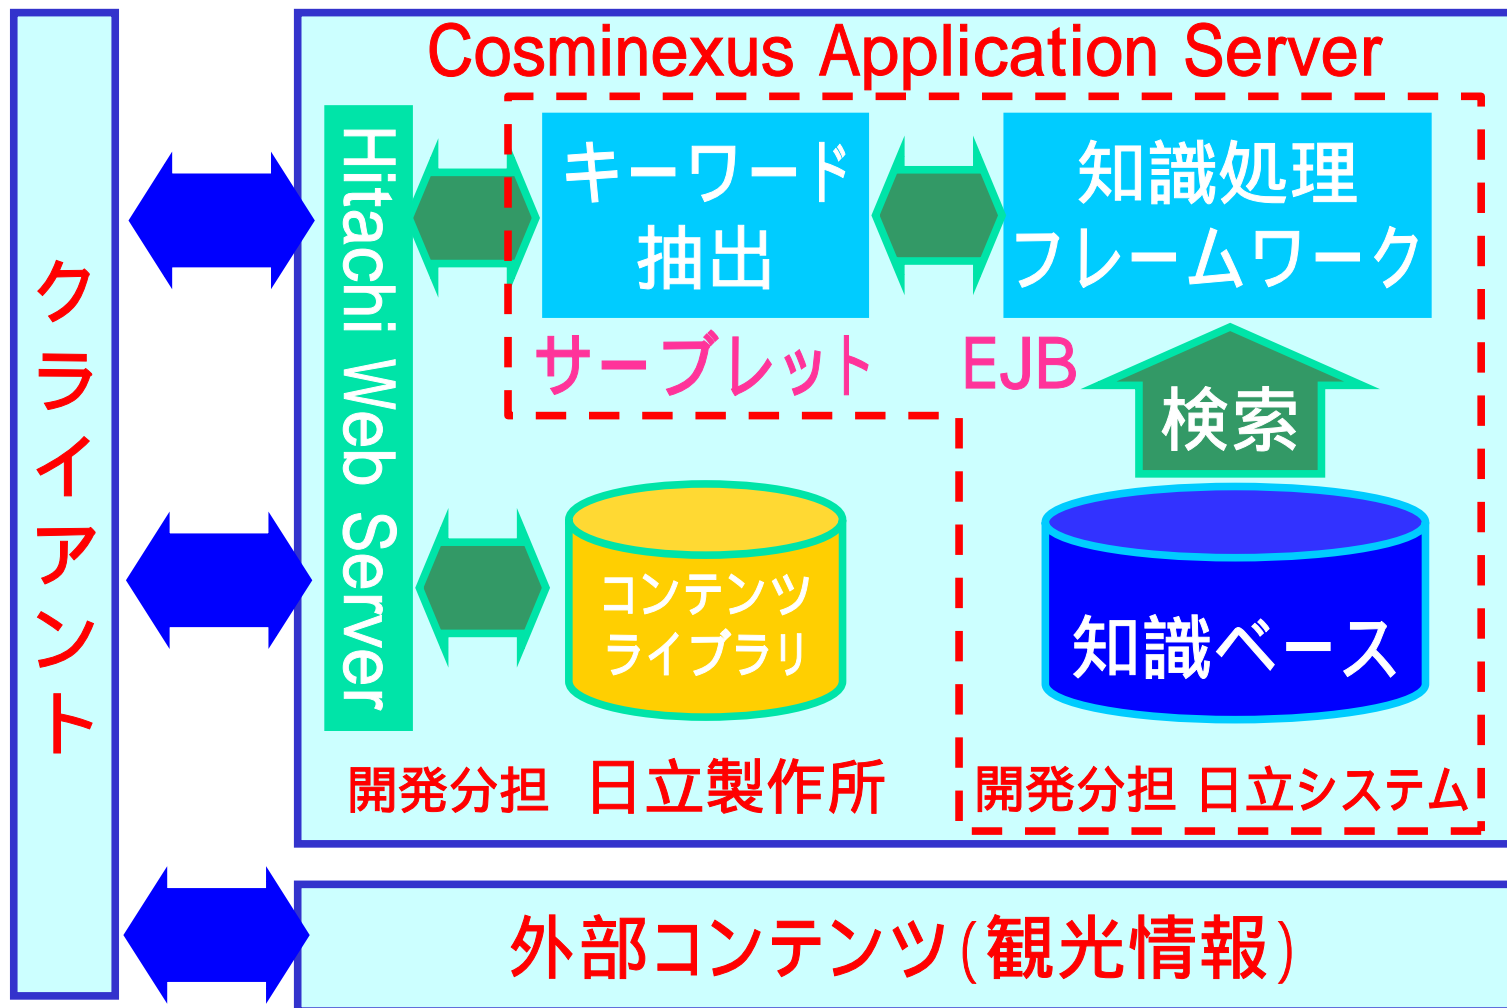 Cosminexus Application Server
クライアント
Hitachi Web Server
キーワード
抽出
知識処理
フレームワーク
サーブレット
EJB
検索
コンテンツ
ライブラリ
知識ベース
開発分担 日立製作所
開発分担 日立システム
外部コンテンツ(観光情報)